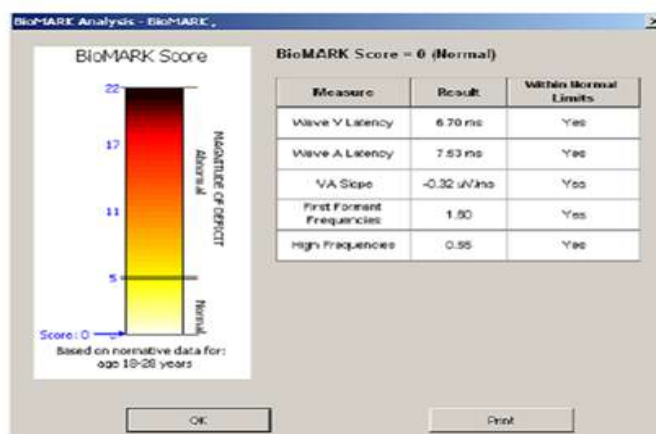 BioMARK Analysis - BioMARK,
BioMARK Score
22
17
11
5
Abnormal
Normal
MAGNITUDE OF DEFICIT
Score: 0
Based on normative data for:
age 18-28 years
BioMARK Score = 0 (Normal)
Measure Result Within Normal Limits
Wave V Latency 6.70 ms Yes
Wave A Latency 7.53 ms Yes
VA Slope -0.32 uV/ms Yes
First Formant Frequencies 1.60 Yes
High Frequencies 0.55 Yes
OK
Print